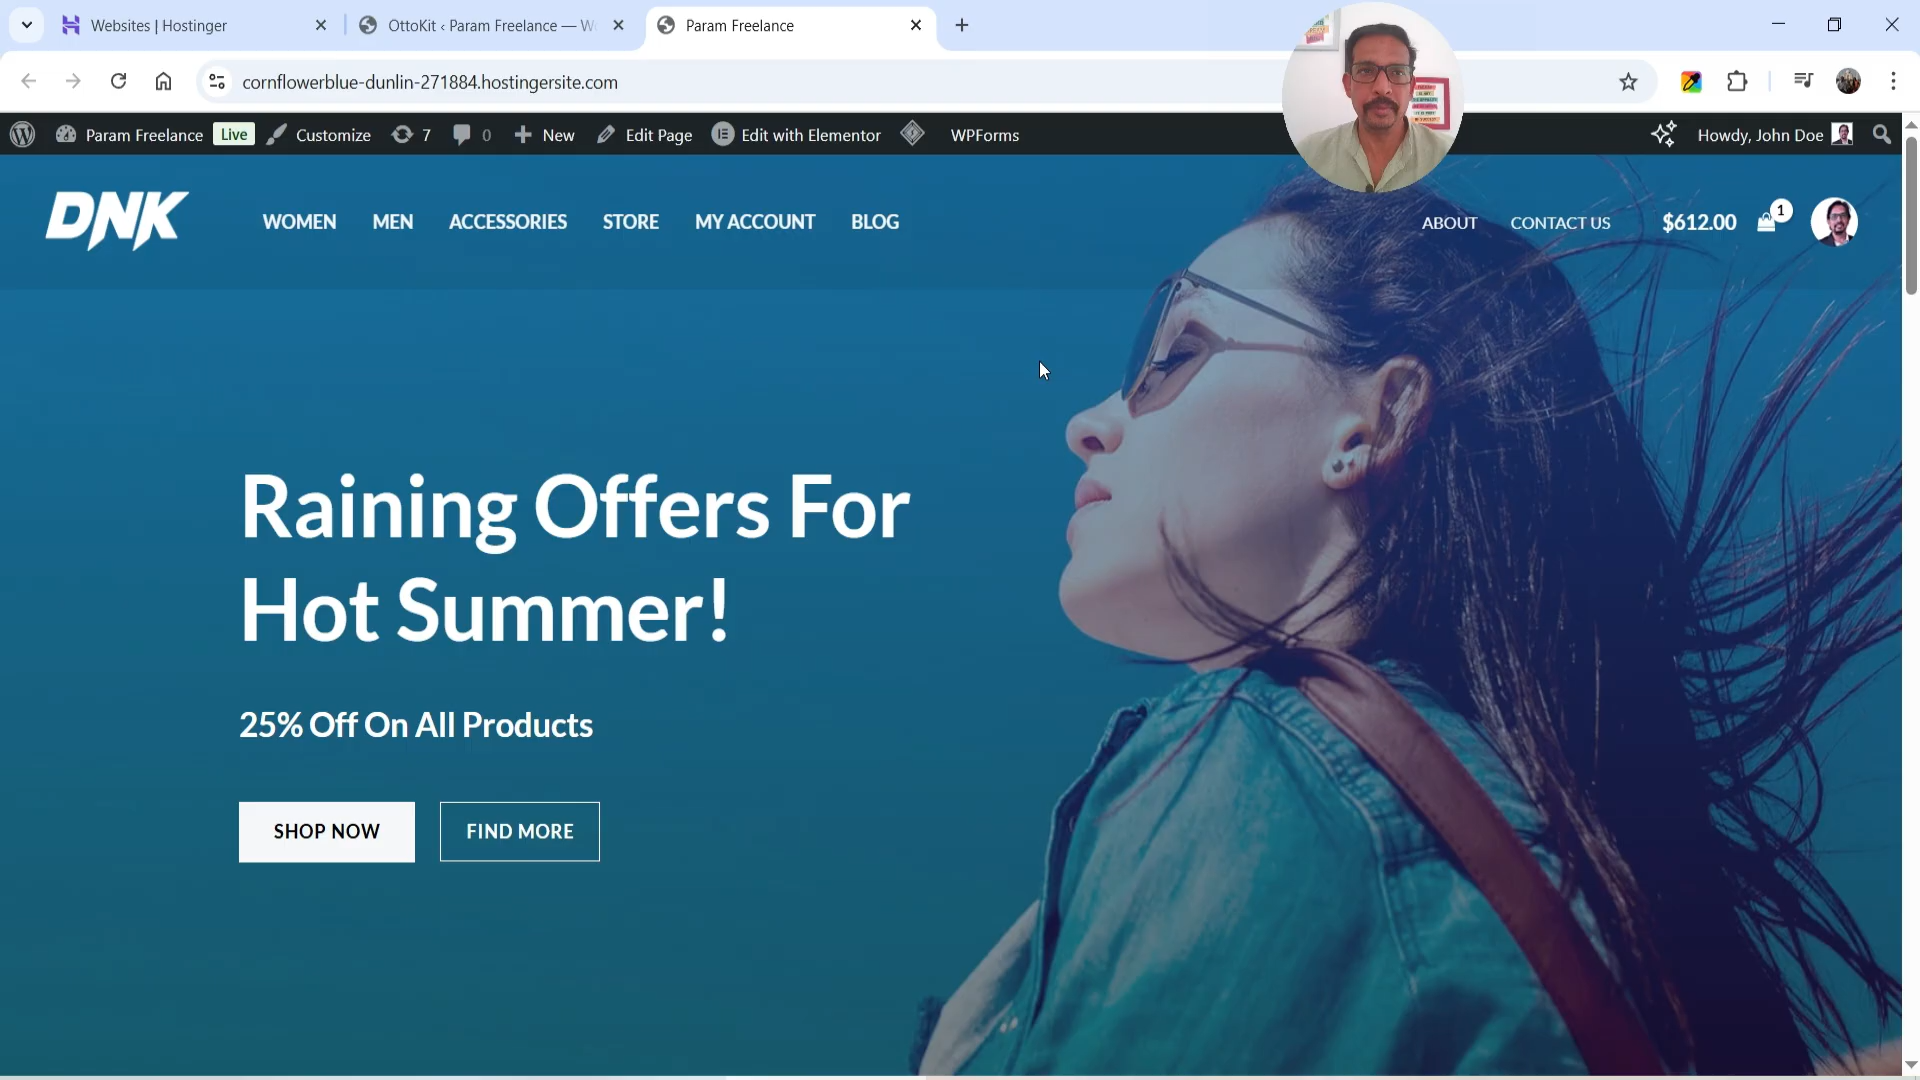 Websites | Hostinger
OttoKit ‹ Param Freelance — W
Param Freelance
cornflowerblue-dunlin-271884.hostingersite.com
Param Freelance Live Customize 7 0 New Edit Page Edit with Elementor WPForms Howdy, John Doe
DNK WOMEN MEN ACCESSORIES STORE MY ACCOUNT BLOG ABOUT CONTACT US $612.00 1
Raining Offers For
Hot Summer!
25% Off On All Products
SHOP NOW FIND MORE